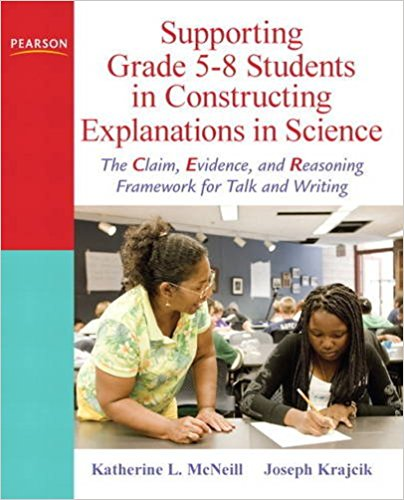 PEARSON
Supporting
Grade 5-8 Students
in Constructing
Explanations in Science
The Claim, Evidence, and Reasoning
Framework for Talk and Writing
Katherine L. McNeill Joseph Krajcik